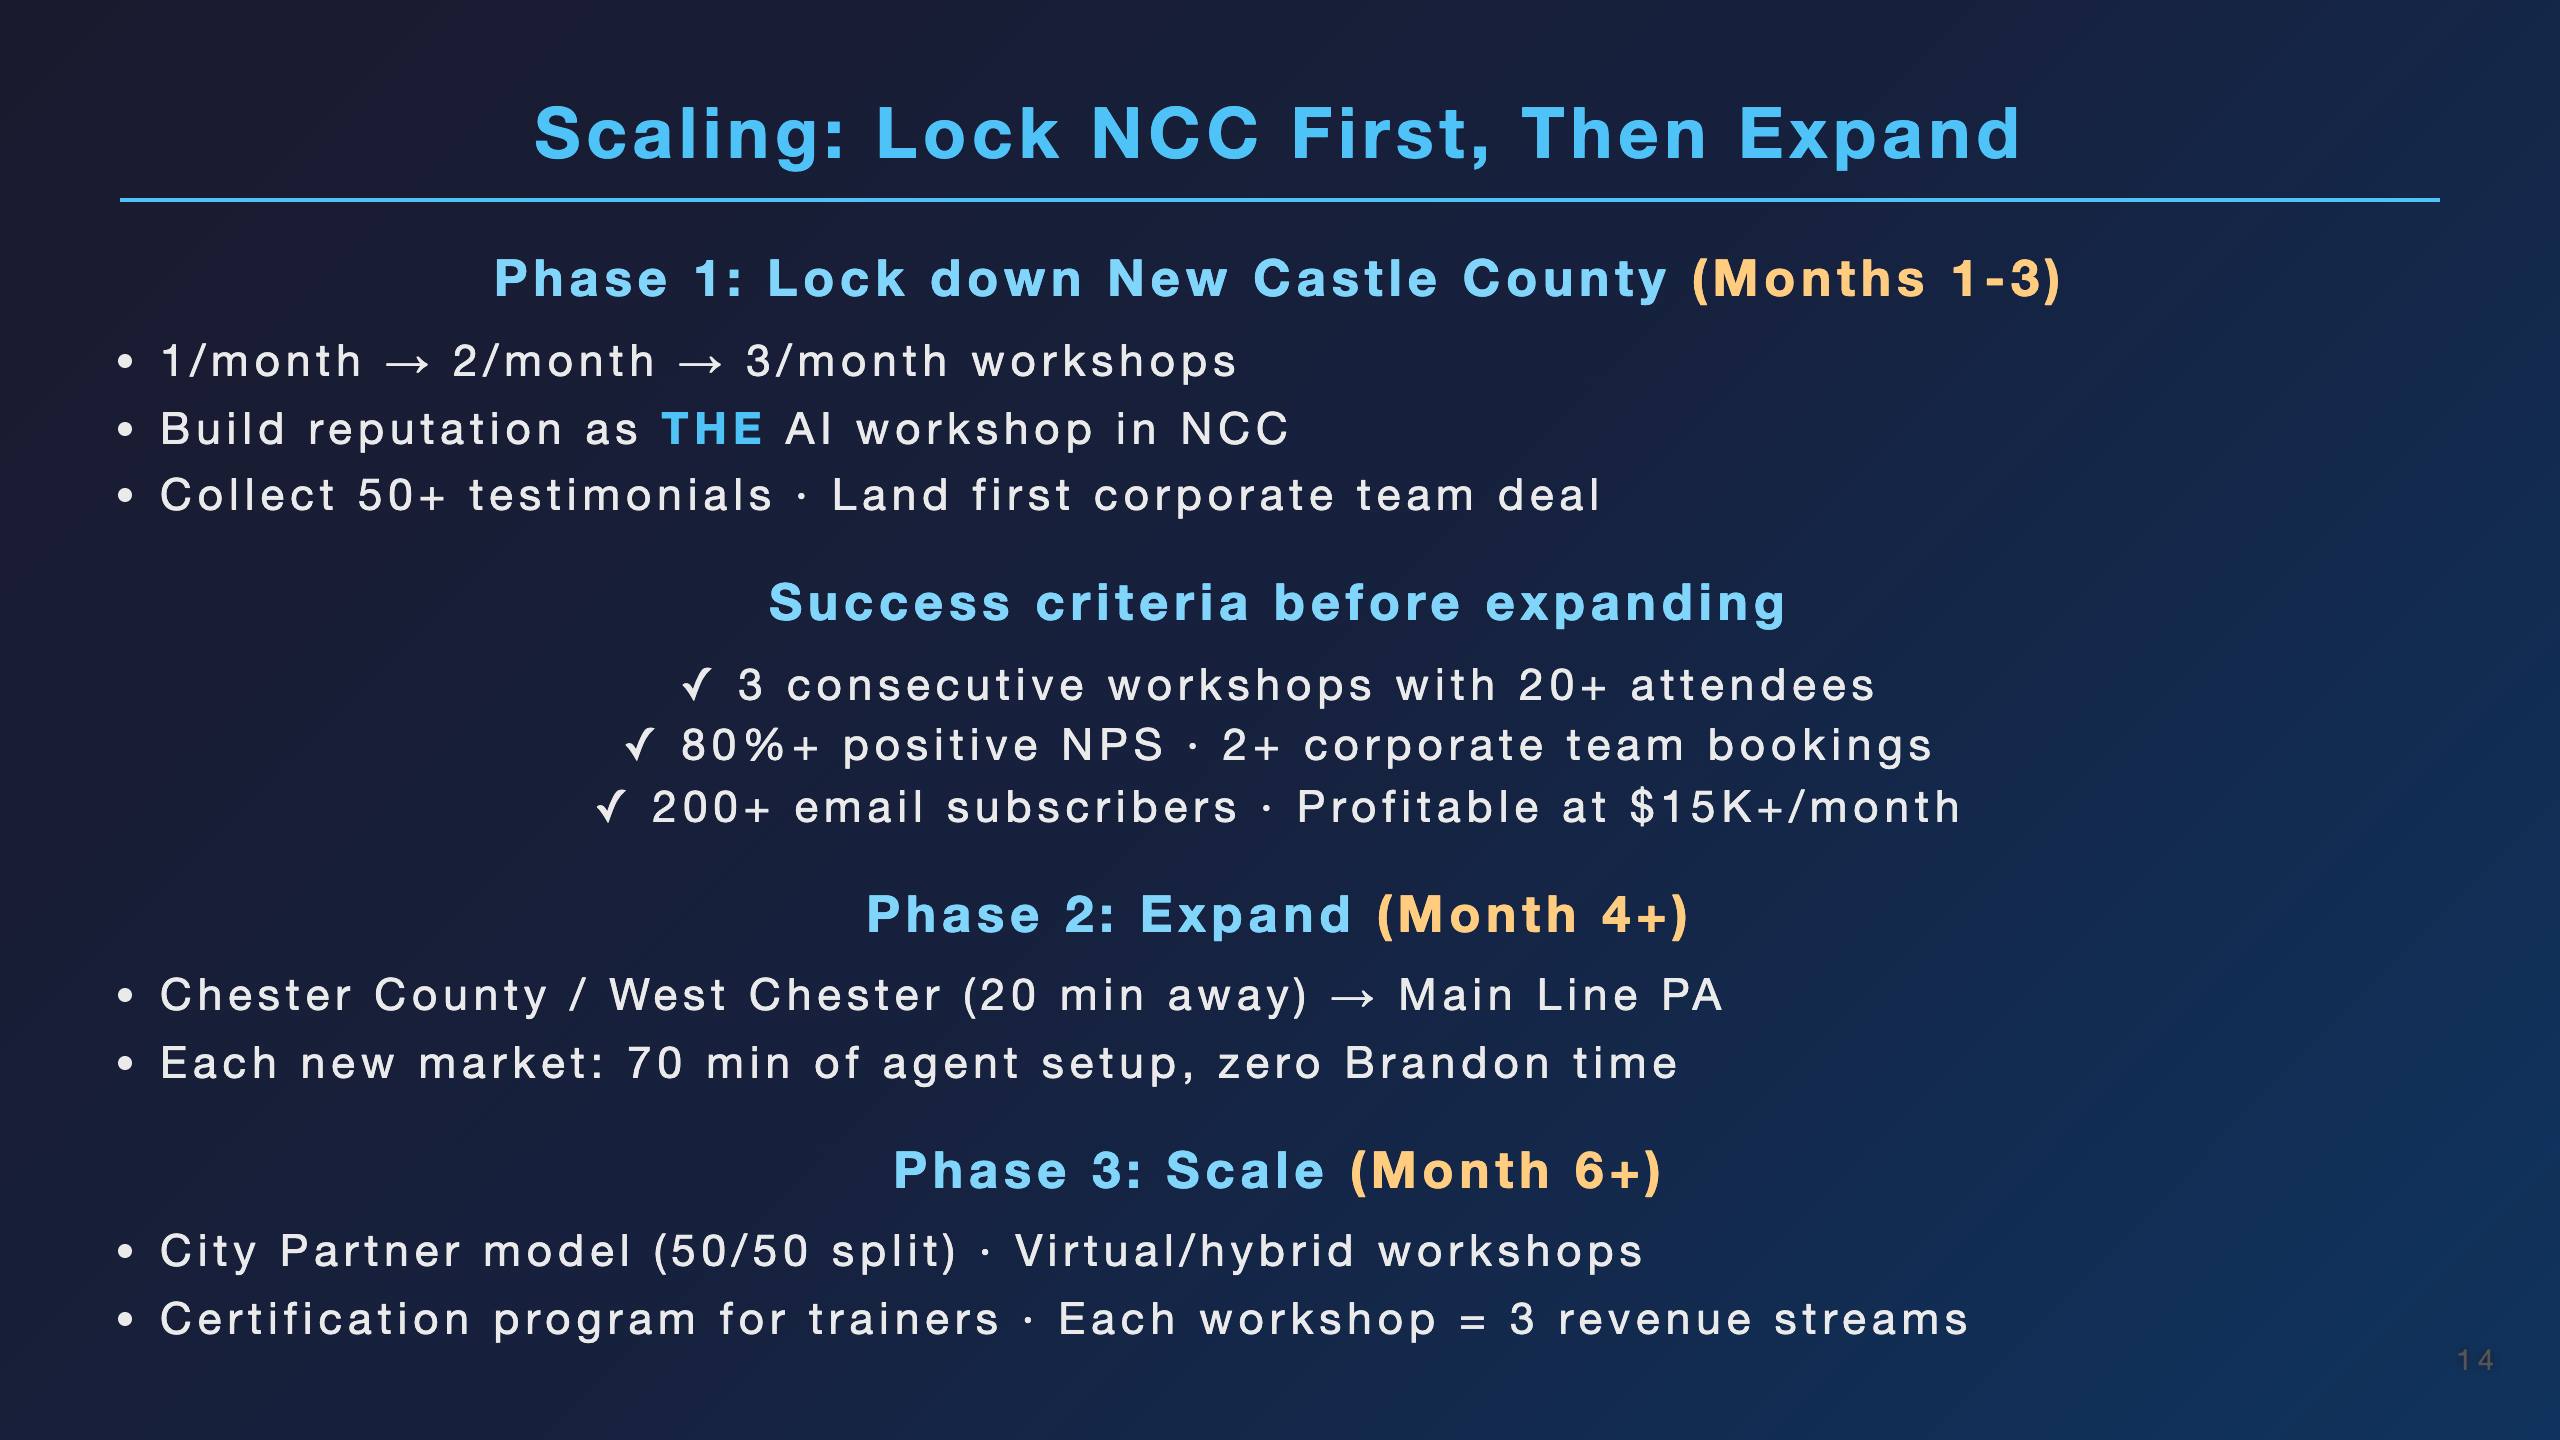 Scaling: Lock NCC First, Then Expand
Phase 1: Lock down New Castle County (Months 1-3)
• 1/month → 2/month → 3/month workshops
• Build reputation as THE AI workshop in NCC
• Collect 50+ testimonials · Land first corporate team deal
Success criteria before expanding
✓ 3 consecutive workshops with 20+ attendees
✓ 80%+ positive NPS · 2+ corporate team bookings
✓ 200+ email subscribers · Profitable at $15K+/month
Phase 2: Expand (Month 4+)
• Chester County / West Chester (20 min away) → Main Line PA
• Each new market: 70 min of agent setup, zero Brandon time
Phase 3: Scale (Month 6+)
• City Partner model (50/50 split) · Virtual/hybrid workshops
• Certification program for trainers · Each workshop = 3 revenue streams
14